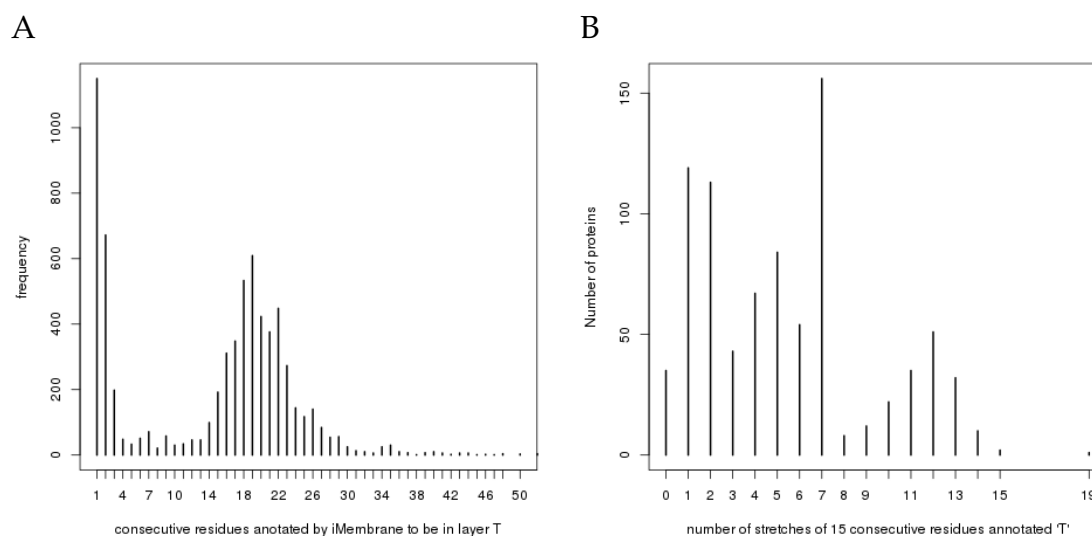 A
B
1000
800
600
400
200
0
frequency
1 4 7 10 14 18 22 26 30 34 38 42 46 50
consecutive residues anotated by iMembrane to be in layer T
150
100
50
0
Number of proteins
0 1 2 3 4 5 6 7 8 9 11 13 15 19
number of stretches of 15 consecutive residues annotated 'T'